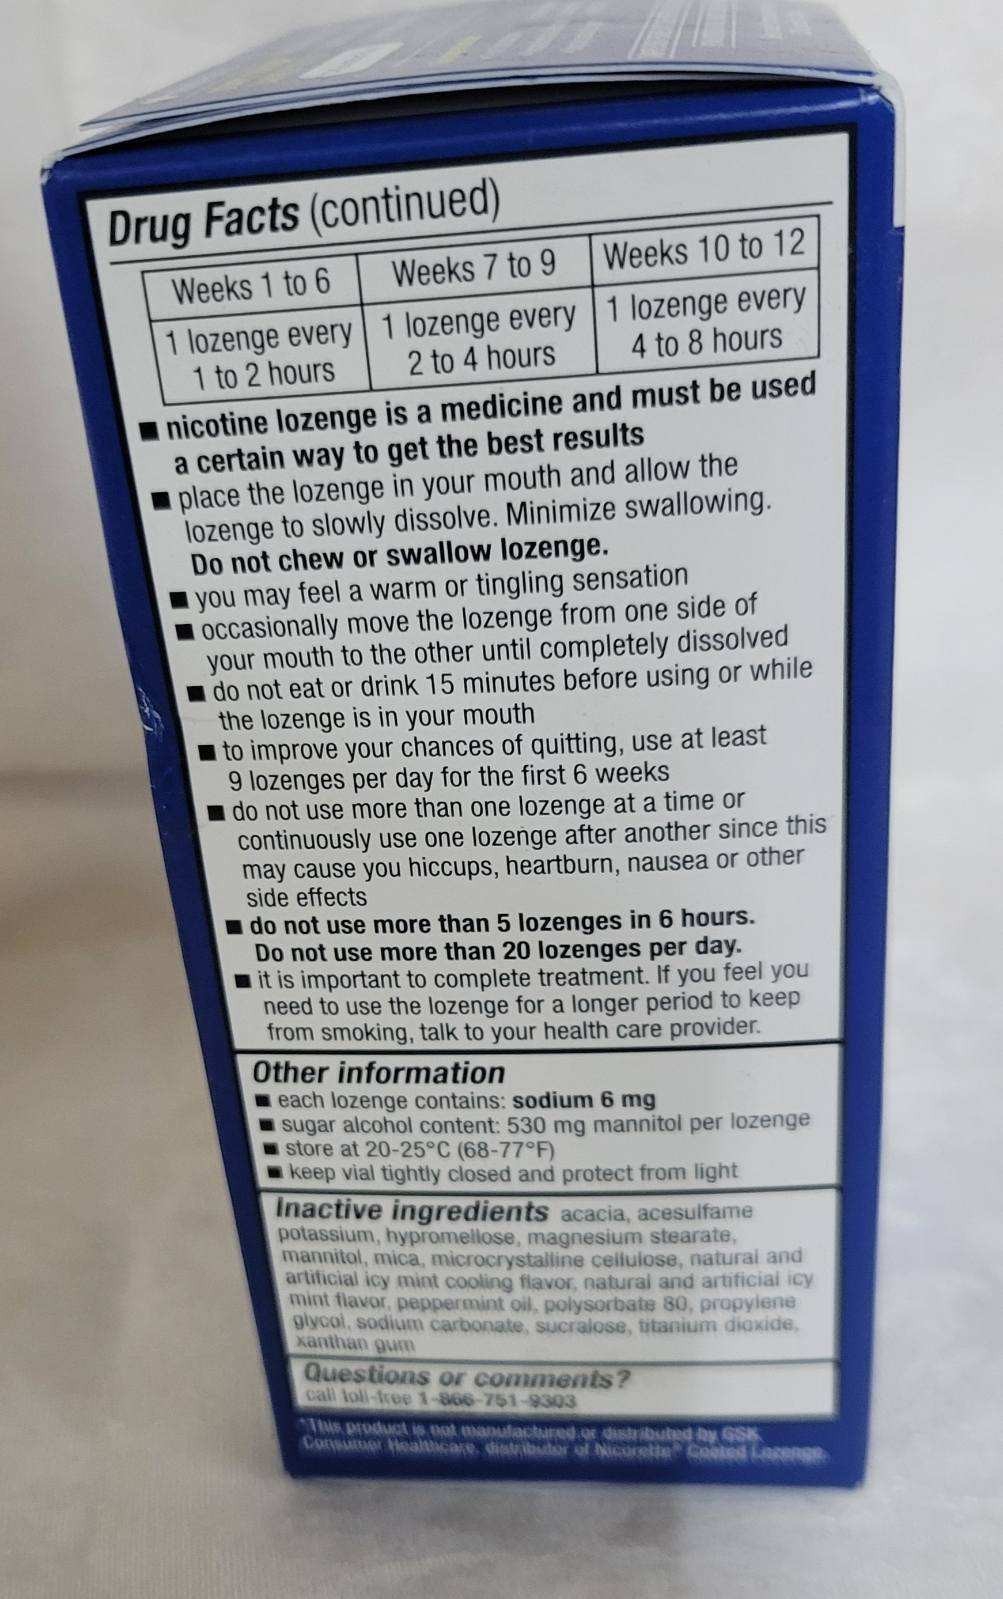 Drug Facts (continued)
Weeks 1 to 6 Weeks 7 to 9 Weeks 10 to 12
1 lozenge every 1 lozenge every 1 lozenge every
1 to 2 hours 2 to 4 hours 4 to 8 hours
■ nicotine lozenge is a medicine and must be used
a certain way to get the best results
■ place the lozenge in your mouth and allow the
lozenge to slowly dissolve. Minimize swallowing.
Do not chew or swallow lozenge.
■ you may feel a warm or tingling sensation
■ occasionally move the lozenge from one side of
your mouth to the other until completely dissolved
■ do not eat or drink 15 minutes before using or while
the lozenge is in your mouth
■ to improve your chances of quitting, use at least
9 lozenges per day for the first 6 weeks
■ do not use more than one lozenge at a time or
continuously use one lozenge after another since this
may cause you hiccups, heartburn, nausea or other
side effects
■ do not use more than 5 lozenges in 6 hours.
Do not use more than 20 lozenges per day.
■ it is important to complete treatment. If you feel you
need to use the lozenge for a longer period to keep
from smoking, talk to your health care provider.
Other information
■ each lozenge contains: sodium 6 mg
■ sugar alcohol content: 530 mg mannitol per lozenge
■ store at 20-25°C (68-77°F)
■ keep vial tightly closed and protect from light
Inactive ingredients acacia, acesulfame
potassium, hypromellose, magnesium stearate,
mannitol, mica, microcrystalline cellulose, natural and
artificial icy mint cooling flavor, natural and artificial icy
mint flavor, peppermint oil, polysorbate 80, propylene
glycol, sodium carbonate, sucralose, titanium dioxide,
xanthan gum
Questions or comments?
call toll-free 1-866-751-9303
*This product is not manufactured or distributed by GSK
Consumer Healthcare, distributor of Nicorette® Coated Lozenge.